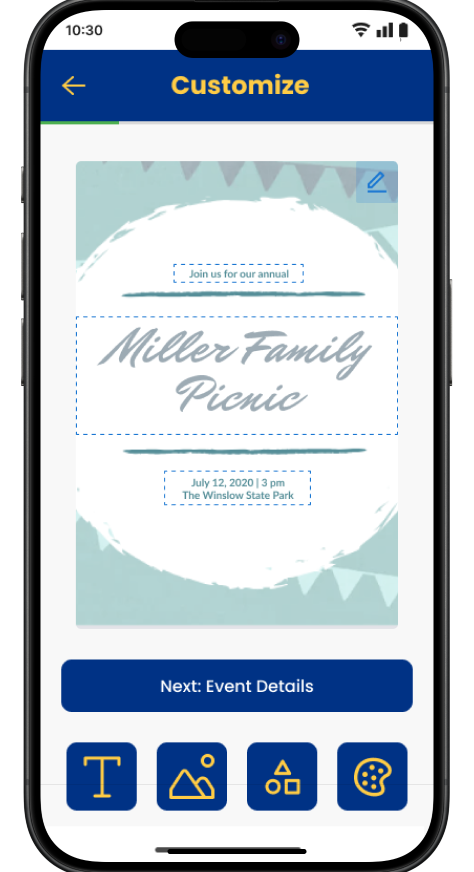 10:30
Customize
Join us for our annual
Miller Family
Picnic
July 12, 2020 | 3 pm
The Winslow State Park
Next: Event Details
T